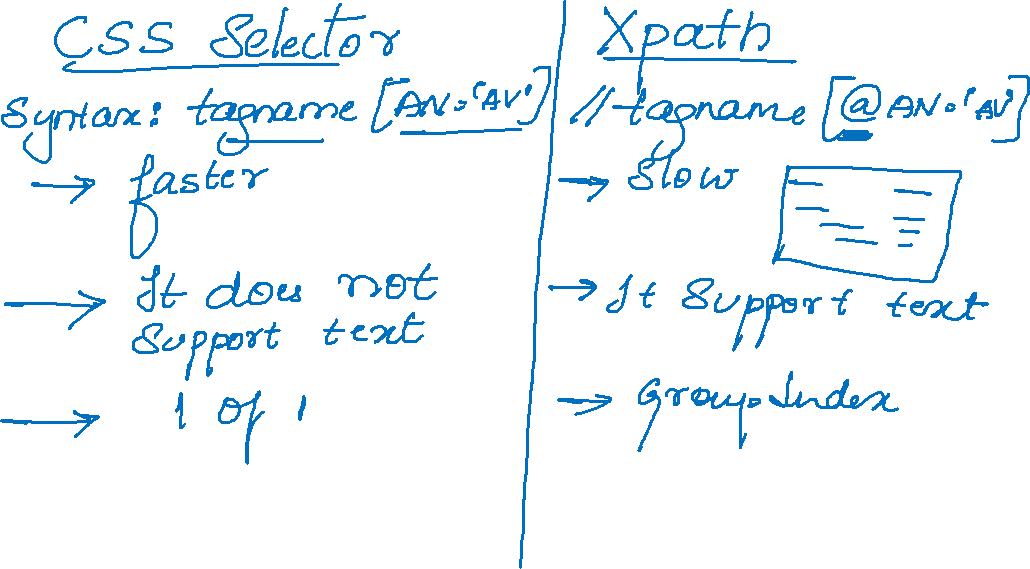 CSS Selector
Syntax: tagname [AN='AV']
→ faster
→ It does not
Support text
→ 1 of 1
Xpath
//tagname [@AN='AV']
→ Slow
→ It Support text
→ Group Index